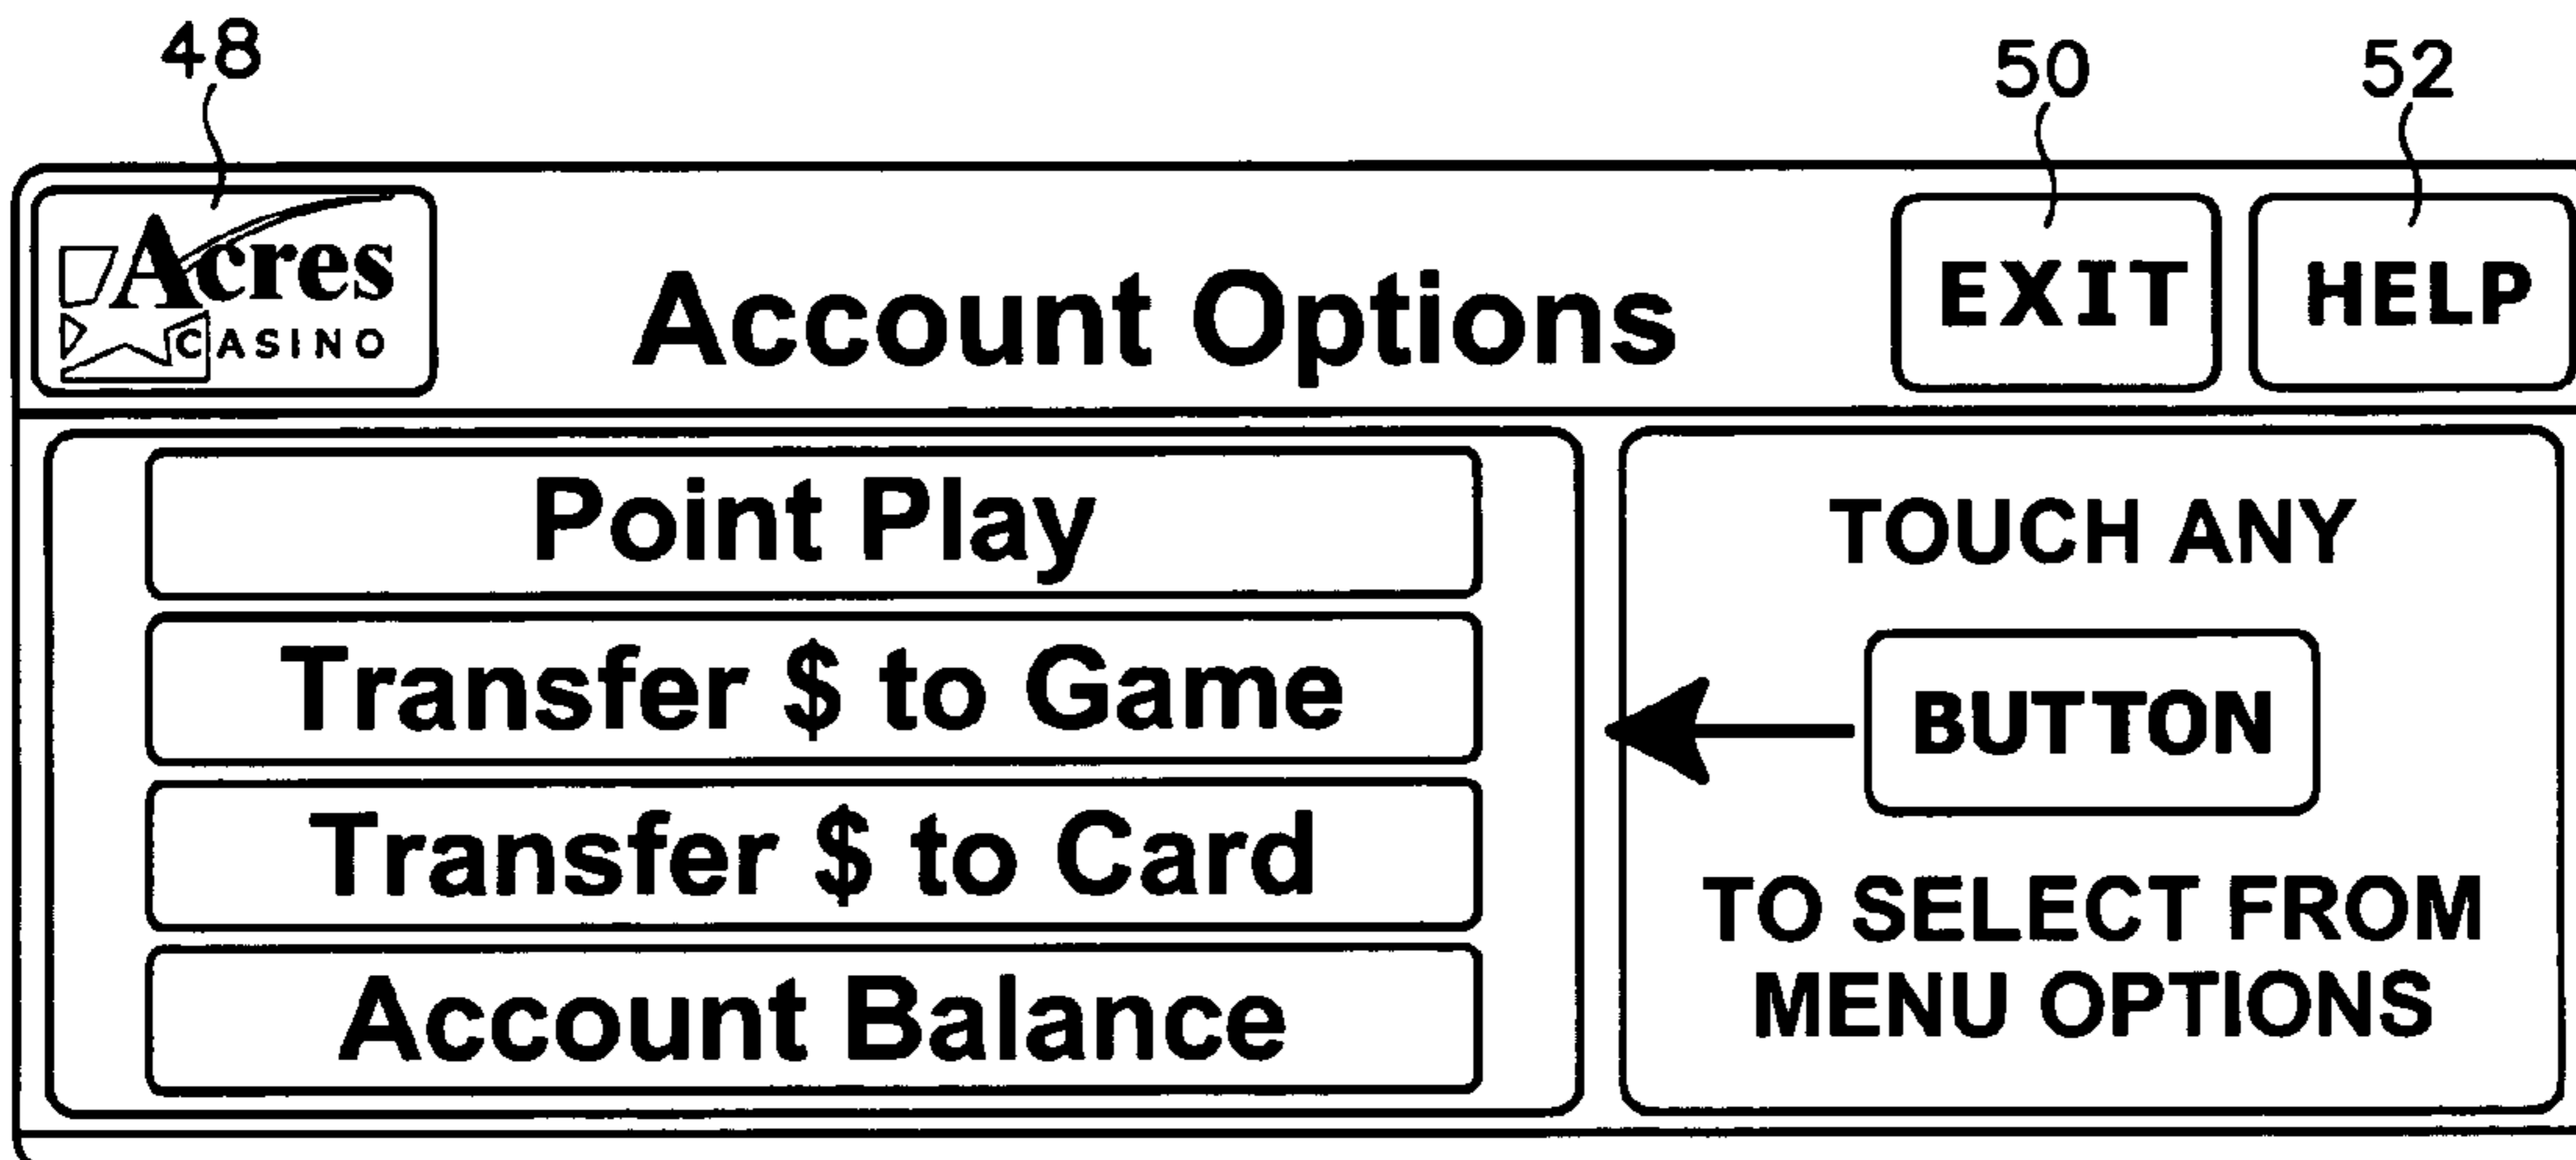 48
50
52
Acres
CASINO
Account Options
EXIT
HELP
Point Play
Transfer $ to Game
Transfer $ to Card
Account Balance
TOUCH ANY
BUTTON
TO SELECT FROM
MENU OPTIONS